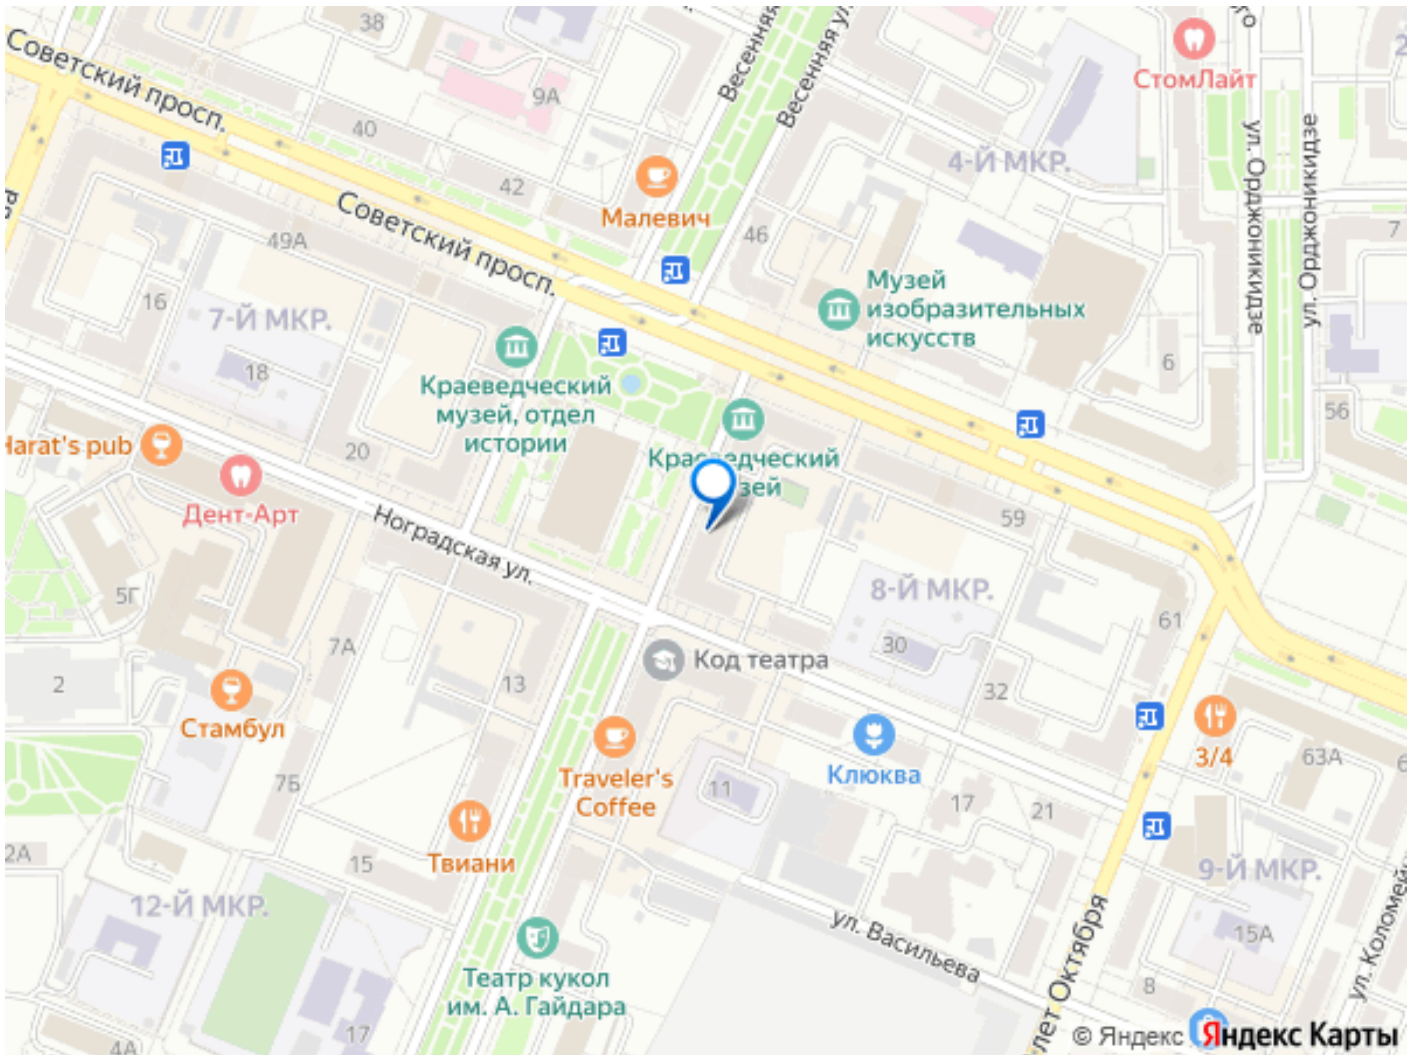 38
Советский просп.
Весенняя
Весенняя ул.
СтомЛайт
9А
40
42
Малевич
4-Й МКР.
ул. Орджоникидзе
ул. Орджоникидзе
7
Советский просп.
49А
46
16
7-Й МКР.
Музей
изобразительных
искусств
18
Краеведческий
музей, отдел
истории
6
56
Harat's pub
20
Дент-Арт
Ноградская ул.
59
5Г
8-Й МКР.
61
7А
30
Код театра
2
13
32
Стамбул
3/4
63А
Traveler's
Coffee
Клюква
11
7Б
17
21
2А
15
Твиани
9-Й МКР.
12-Й МКР.
ул. Васильева
15А
Театр кукол
им. А. Гайдара
лет Октября
8
17
4А
© Яндекс
Яндекс Карты